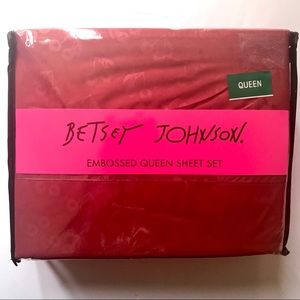 QUEEN
BETSEY JOHNSON.
EMBOSSED QUEEN SHEET SET